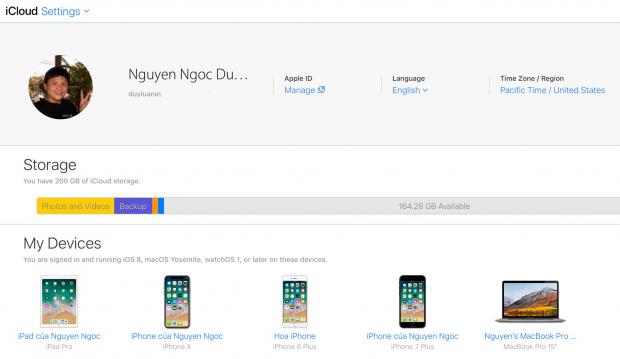 iCloud Settings
Nguyen Ngoc Du...
duyluann
Apple ID
Manage
Language
English
Time Zone / Region
Pacific Time / United States
Storage
You have 200 GB of iCloud storage.
Photos and Videos
Backup
164.28 GB Available
My Devices
You are signed in and running iOS 8, macOS Yosemite, watchOS 1, or later on these devices.
iPad của Nguyen Ngoc
iPad Pro
iPhone của Nguyen Ngoc
iPhone X
Hoa iPhone
iPhone 6 Plus
iPhone của Nguyen Ngoc
iPhone 7 Plus
Nguyen's MacBook Pro ...
MacBook Pro 15"